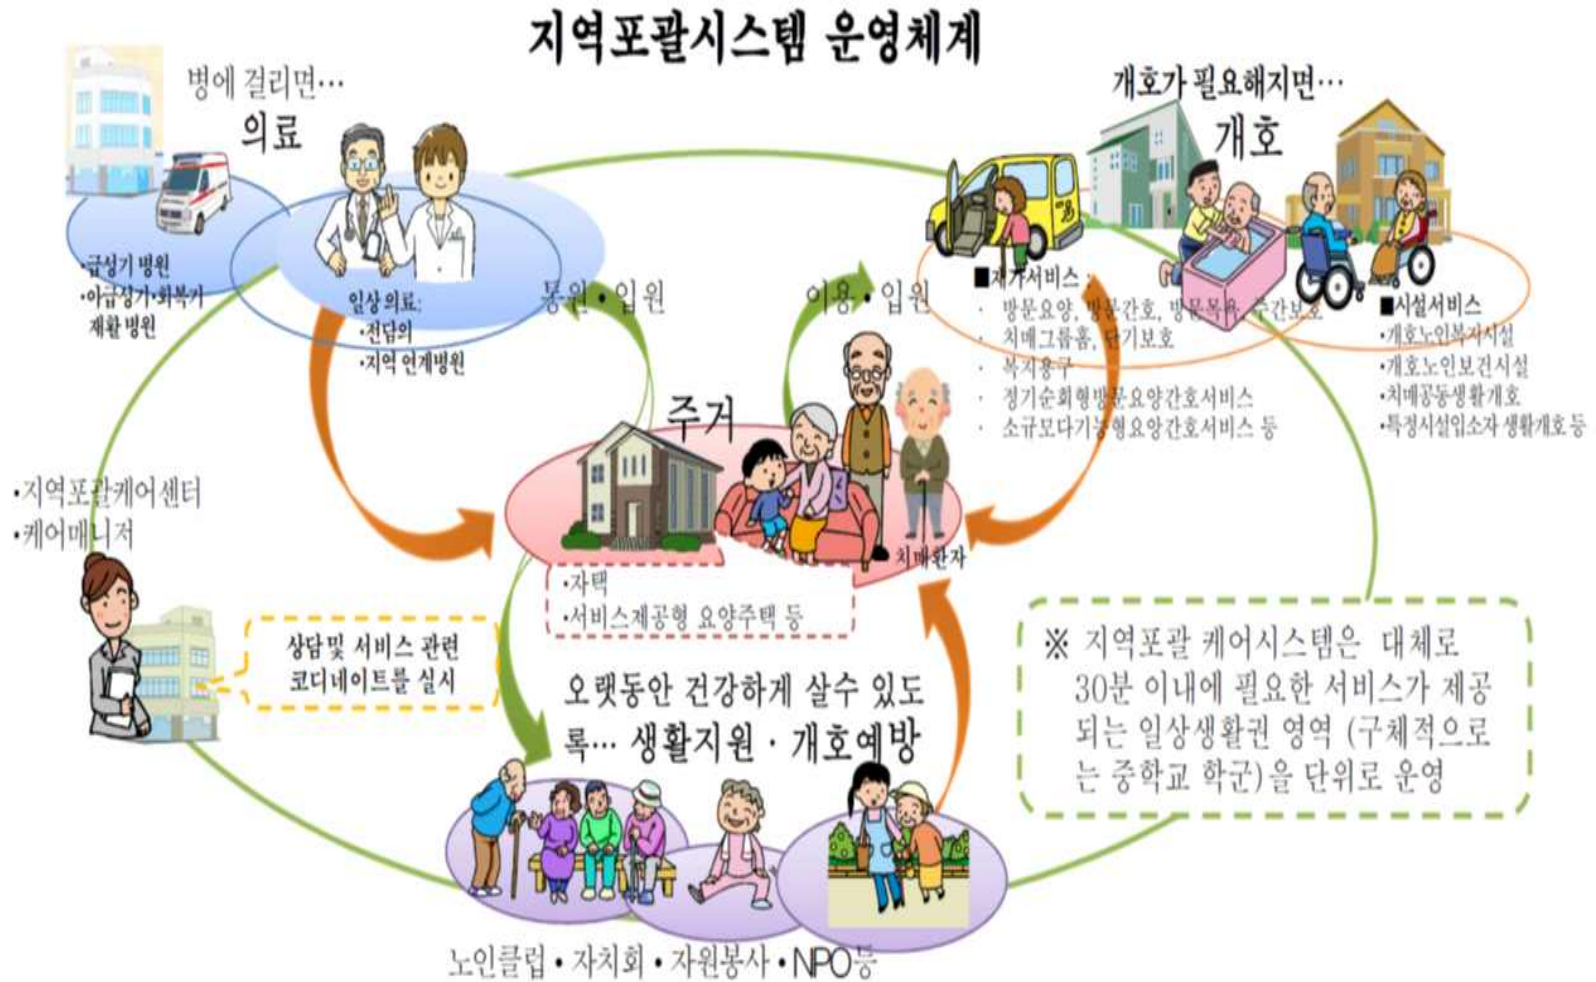 지역포괄시스템 운영체계
병에 걸리면…
의료
•급성기 병원
•아급성기•회복기
재활 병원
일상의료:
•전담의
•지역 연계병원
통원 • 입원
이용 • 입원
개호가 필요해지면…
개호
■재가서비스 :
· 방문요양, 방문간호, 방문목욕, 주간보호
· 치매그룹홈, 단기보호
· 복지용구
· 정기순회형방문요양간호서비스
· 소규모다기능형요양간호서비스 등
■시설서비스
•개호노인복지시설
•개호노인보건시설
•치매공동생활개호
•특정시설입소자 생활개호 등
주거
치매환자
•자택
•서비스제공형 요양주택 등
•지역포괄케어센터
•케어매니저
상담및 서비스 관련
코디네이트를 실시
오랫동안 건강하게 살수 있도
록… 생활지원 · 개호예방
노인클럽 • 자치회 • 자원봉사 • NPO등
※ 지역포괄 케어시스템은 대체로
30분 이내에 필요한 서비스가 제공
되는 일상생활권 영역 (구체적으로
는 중학교 학군)을 단위로 운영